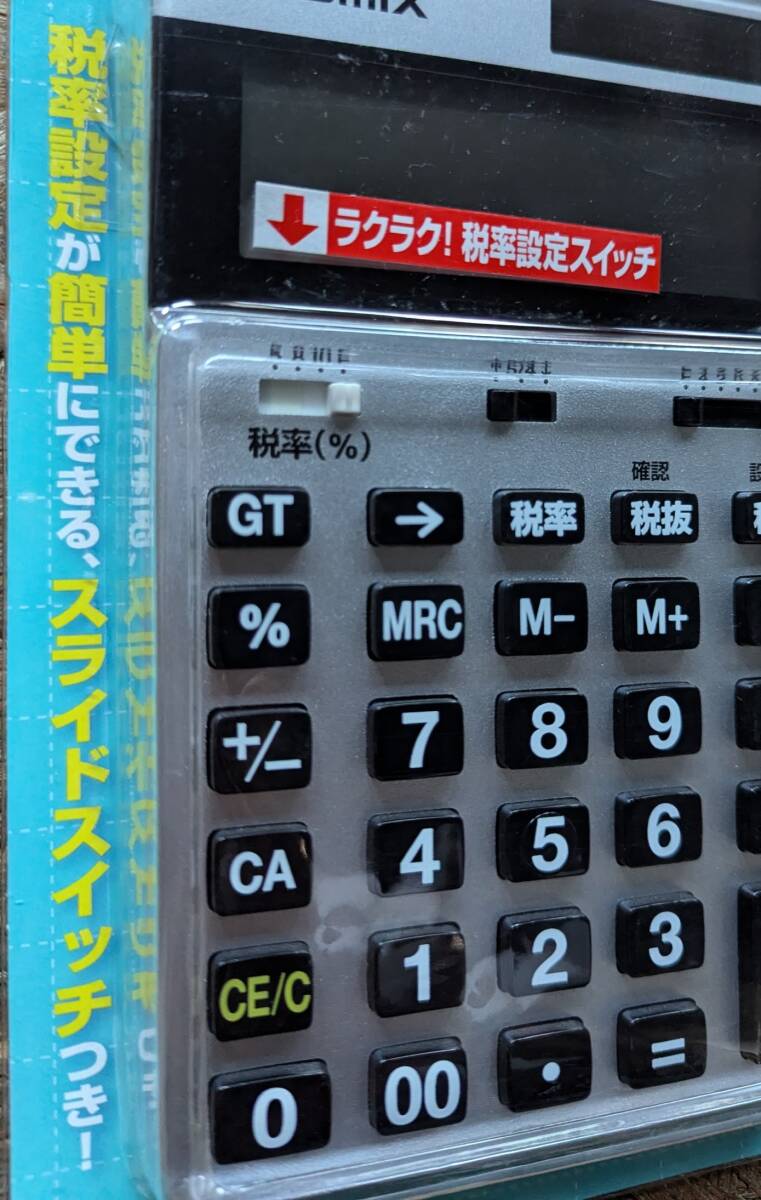 税率設定が簡単にできる、スライドスイッチつき!
ラクラク!税率設定スイッチ
税率(%)
確認
GT → 税率 税抜
% MRC M− M+
+/− 7 8 9
CA 4 5 6
CE/C 1 2 3
0 00 • =